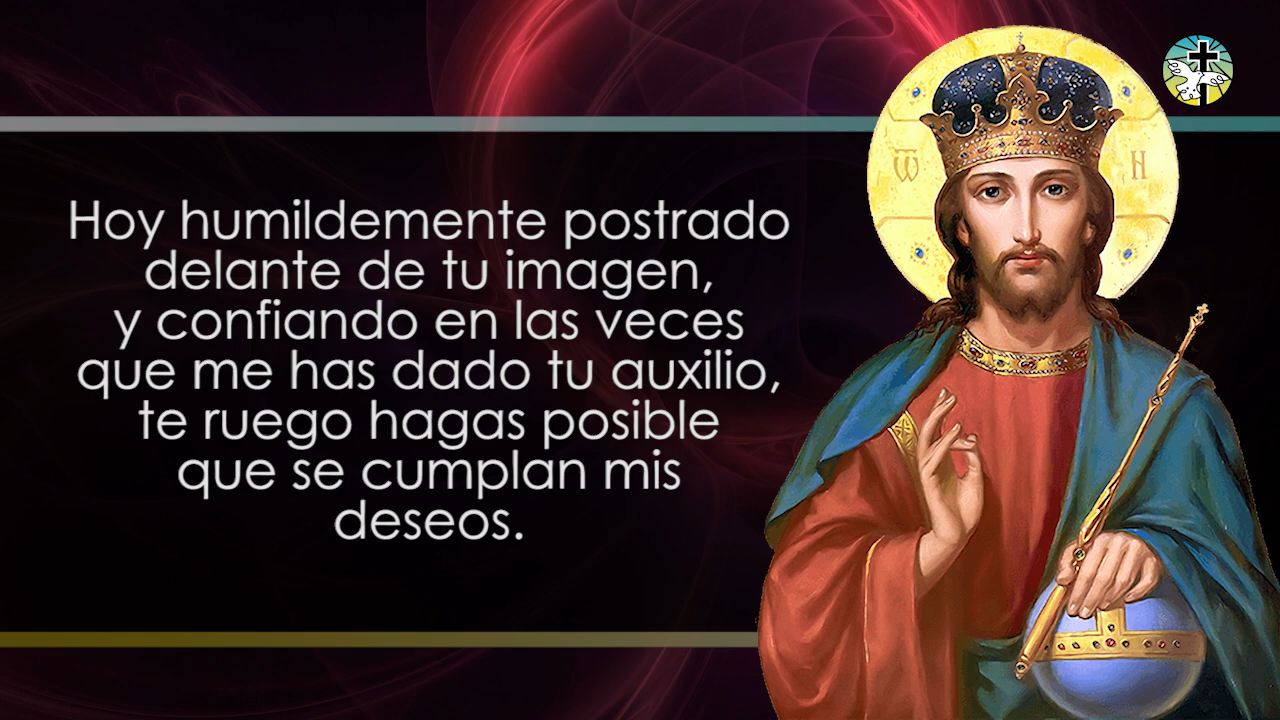 Hoy humildemente postrado
delante de tu imagen,
y confiando en las veces
que me has dado tu auxilio,
te ruego hagas posible
que se cumplan mis
deseos.
Ѿ Н